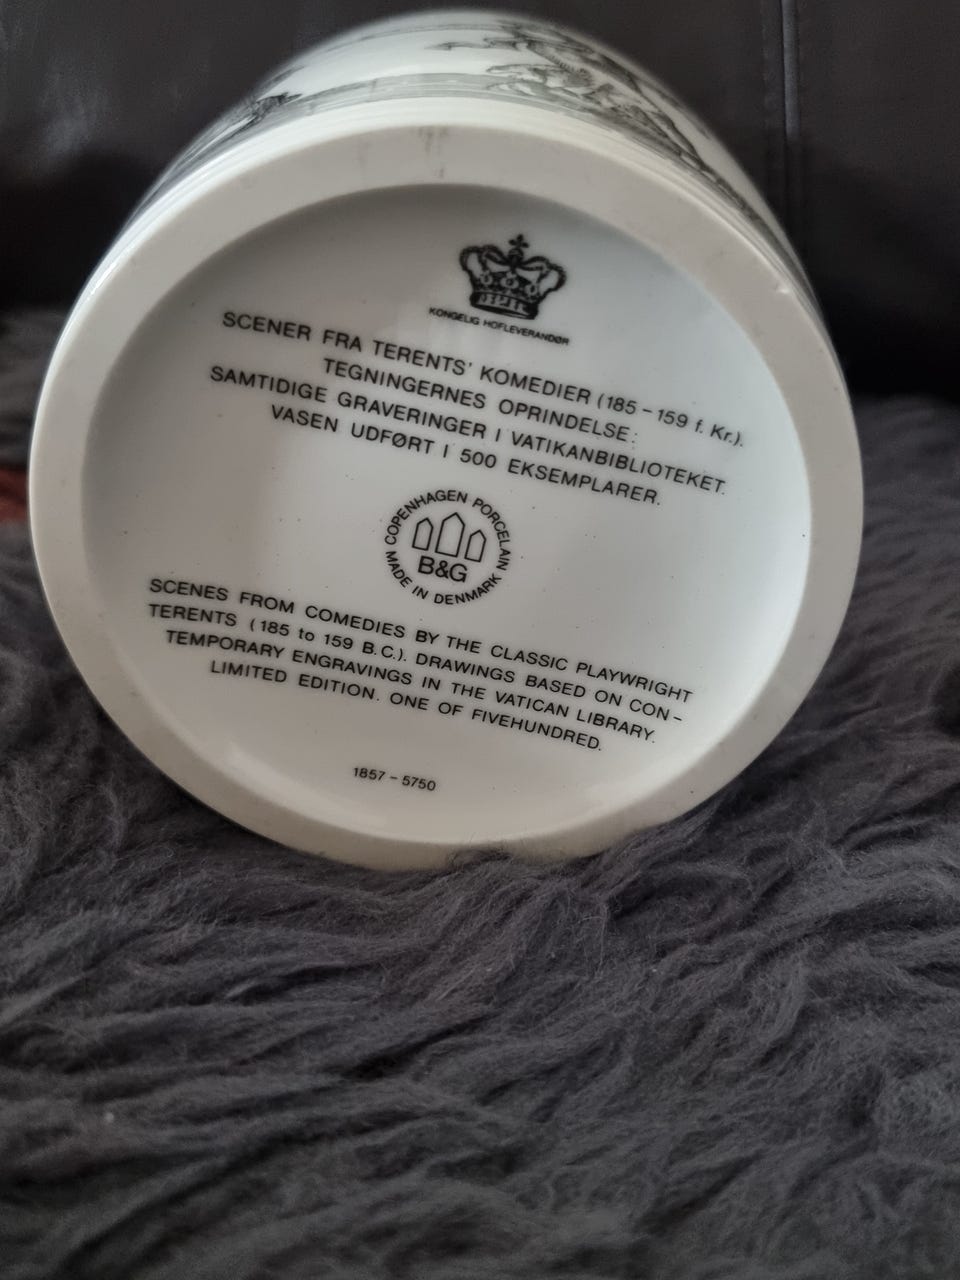 KONGELIG HOFLEVERANDØR
SCENER FRA TERENTS' KOMEDIER (185 – 159 f. Kr.).
TEGNINGERNES OPRINDELSE:
SAMTIDIGE GRAVERINGER I VATIKANBIBLIOTEKET.
VASEN UDFØRT I 500 EKSEMPLARER.
COPENHAGEN PORCELAIN
B&G
MADE IN DENMARK
SCENES FROM COMEDIES BY THE CLASSIC PLAYWRIGHT
TERENTS (185 to 159 B.C.). DRAWINGS BASED ON CON –
TEMPORARY ENGRAVINGS IN THE VATICAN LIBRARY.
LIMITED EDITION. ONE OF FIVEHUNDRED.
1857 – 5750